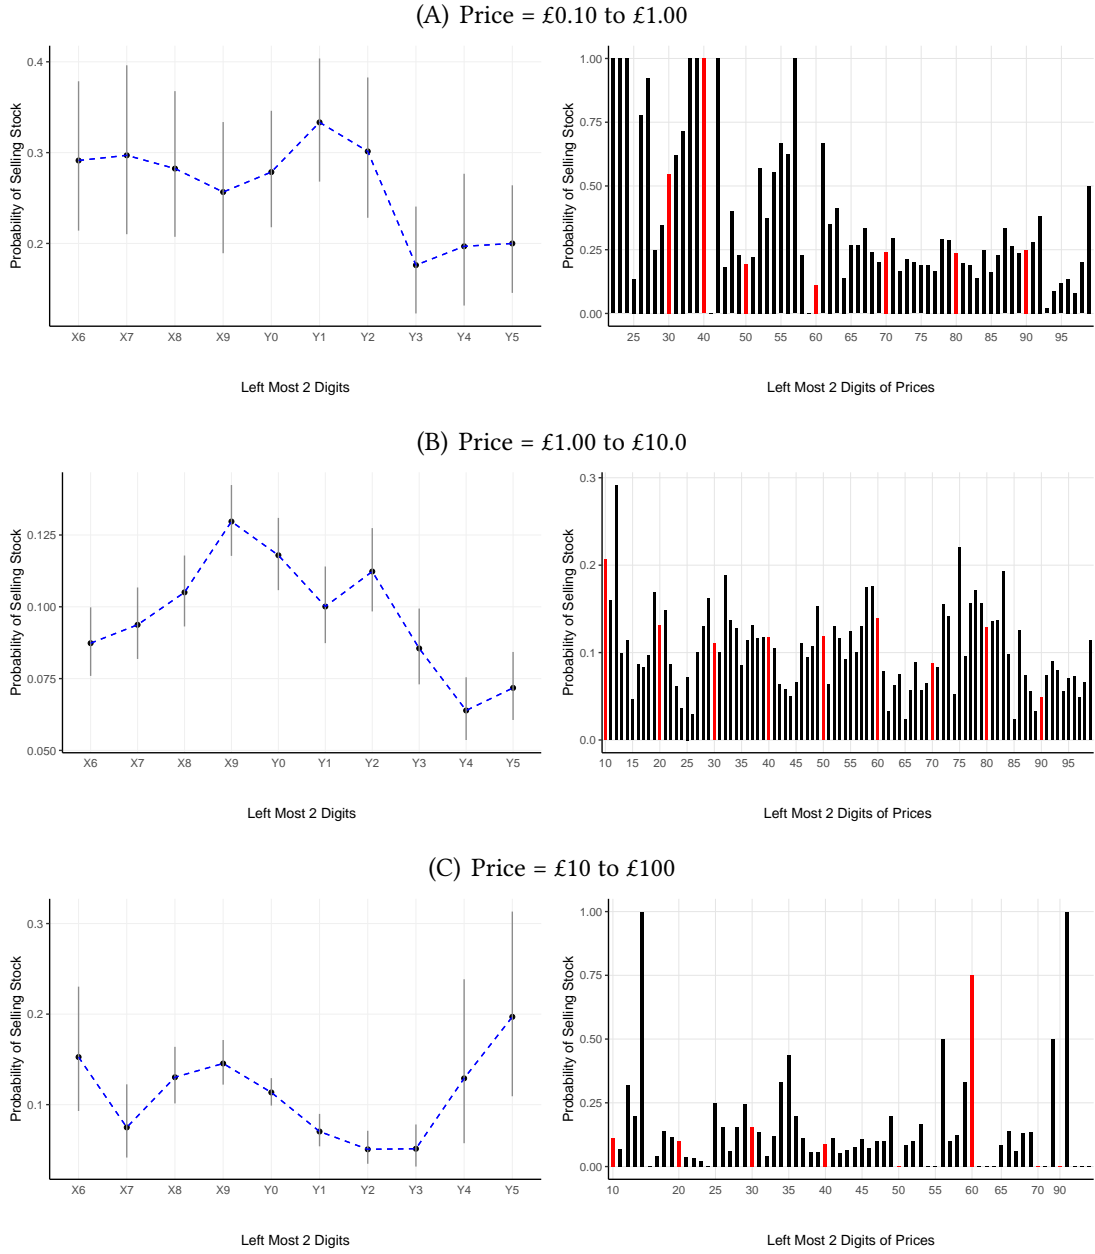 (A) Price = £0.10 to £1.00
Probability of Selling Stock
0.4
0.3
0.2
X6 X7 X8 X9 Y0 Y1 Y2 Y3 Y4 Y5
Left Most 2 Digits
Probability of Selling Stock
1.00
0.75
0.50
0.25
0.00
25 30 40 50 60 65 70 75 80 85 90 95
Left Most 2 Digits of Prices
(B) Price = £1.00 to £10.0
Probability of Selling Stock
0.125
0.100
0.075
0.050
X6 X7 X8 X9 Y0 Y1 Y2 Y3 Y4 Y5
Left Most 2 Digits
Probability of Selling Stock
0.3
0.2
0.1
0.0
10 15 20 25 30 35 40 45 50 55 60 65 70 75 80 85 90 95
Left Most 2 Digits of Prices
(C) Price = £10 to £100
Probability of Selling Stock
0.3
0.2
0.1
X6 X7 X8 X9 Y0 Y1 Y2 Y3 Y4 Y5
Left Most 2 Digits
Probability of Selling Stock
1.00
0.75
0.50
0.25
0.00
10 20 25 30 35 40 45 50 55 60 65 70 90
Left Most 2 Digits of Prices